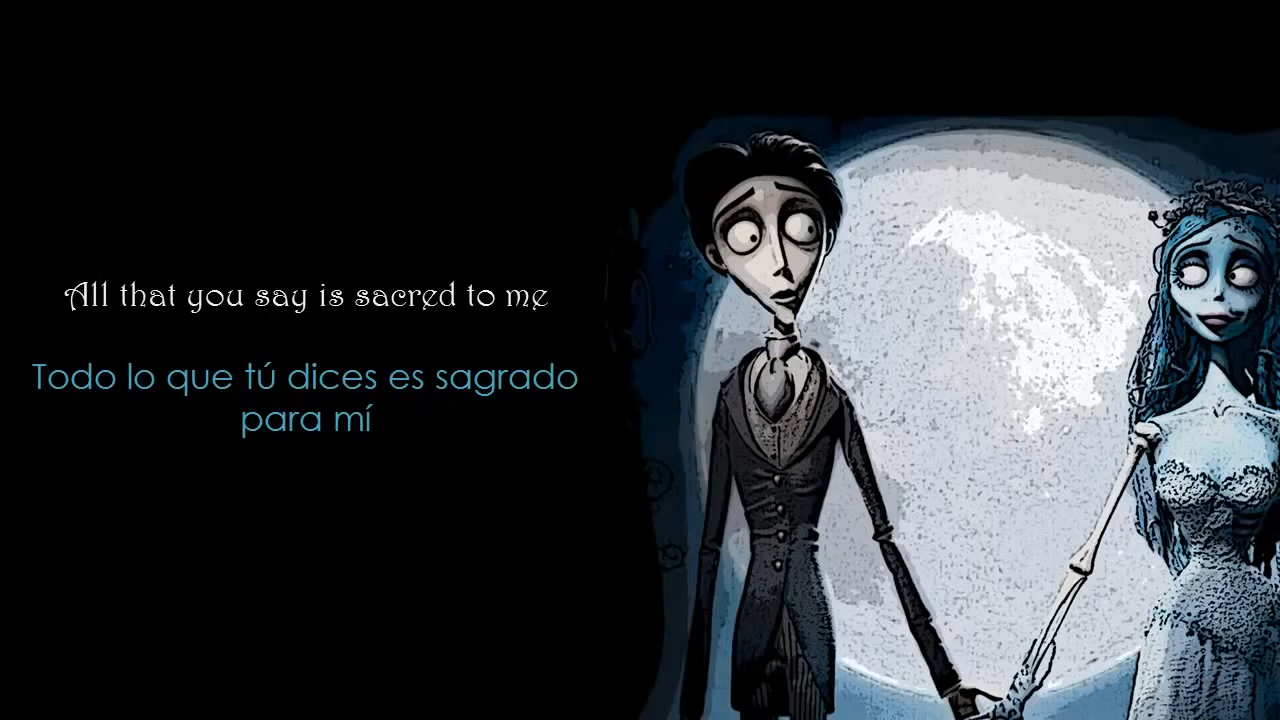 All that you say is sacred to me
Todo lo que tú dices es sagrado
para mí